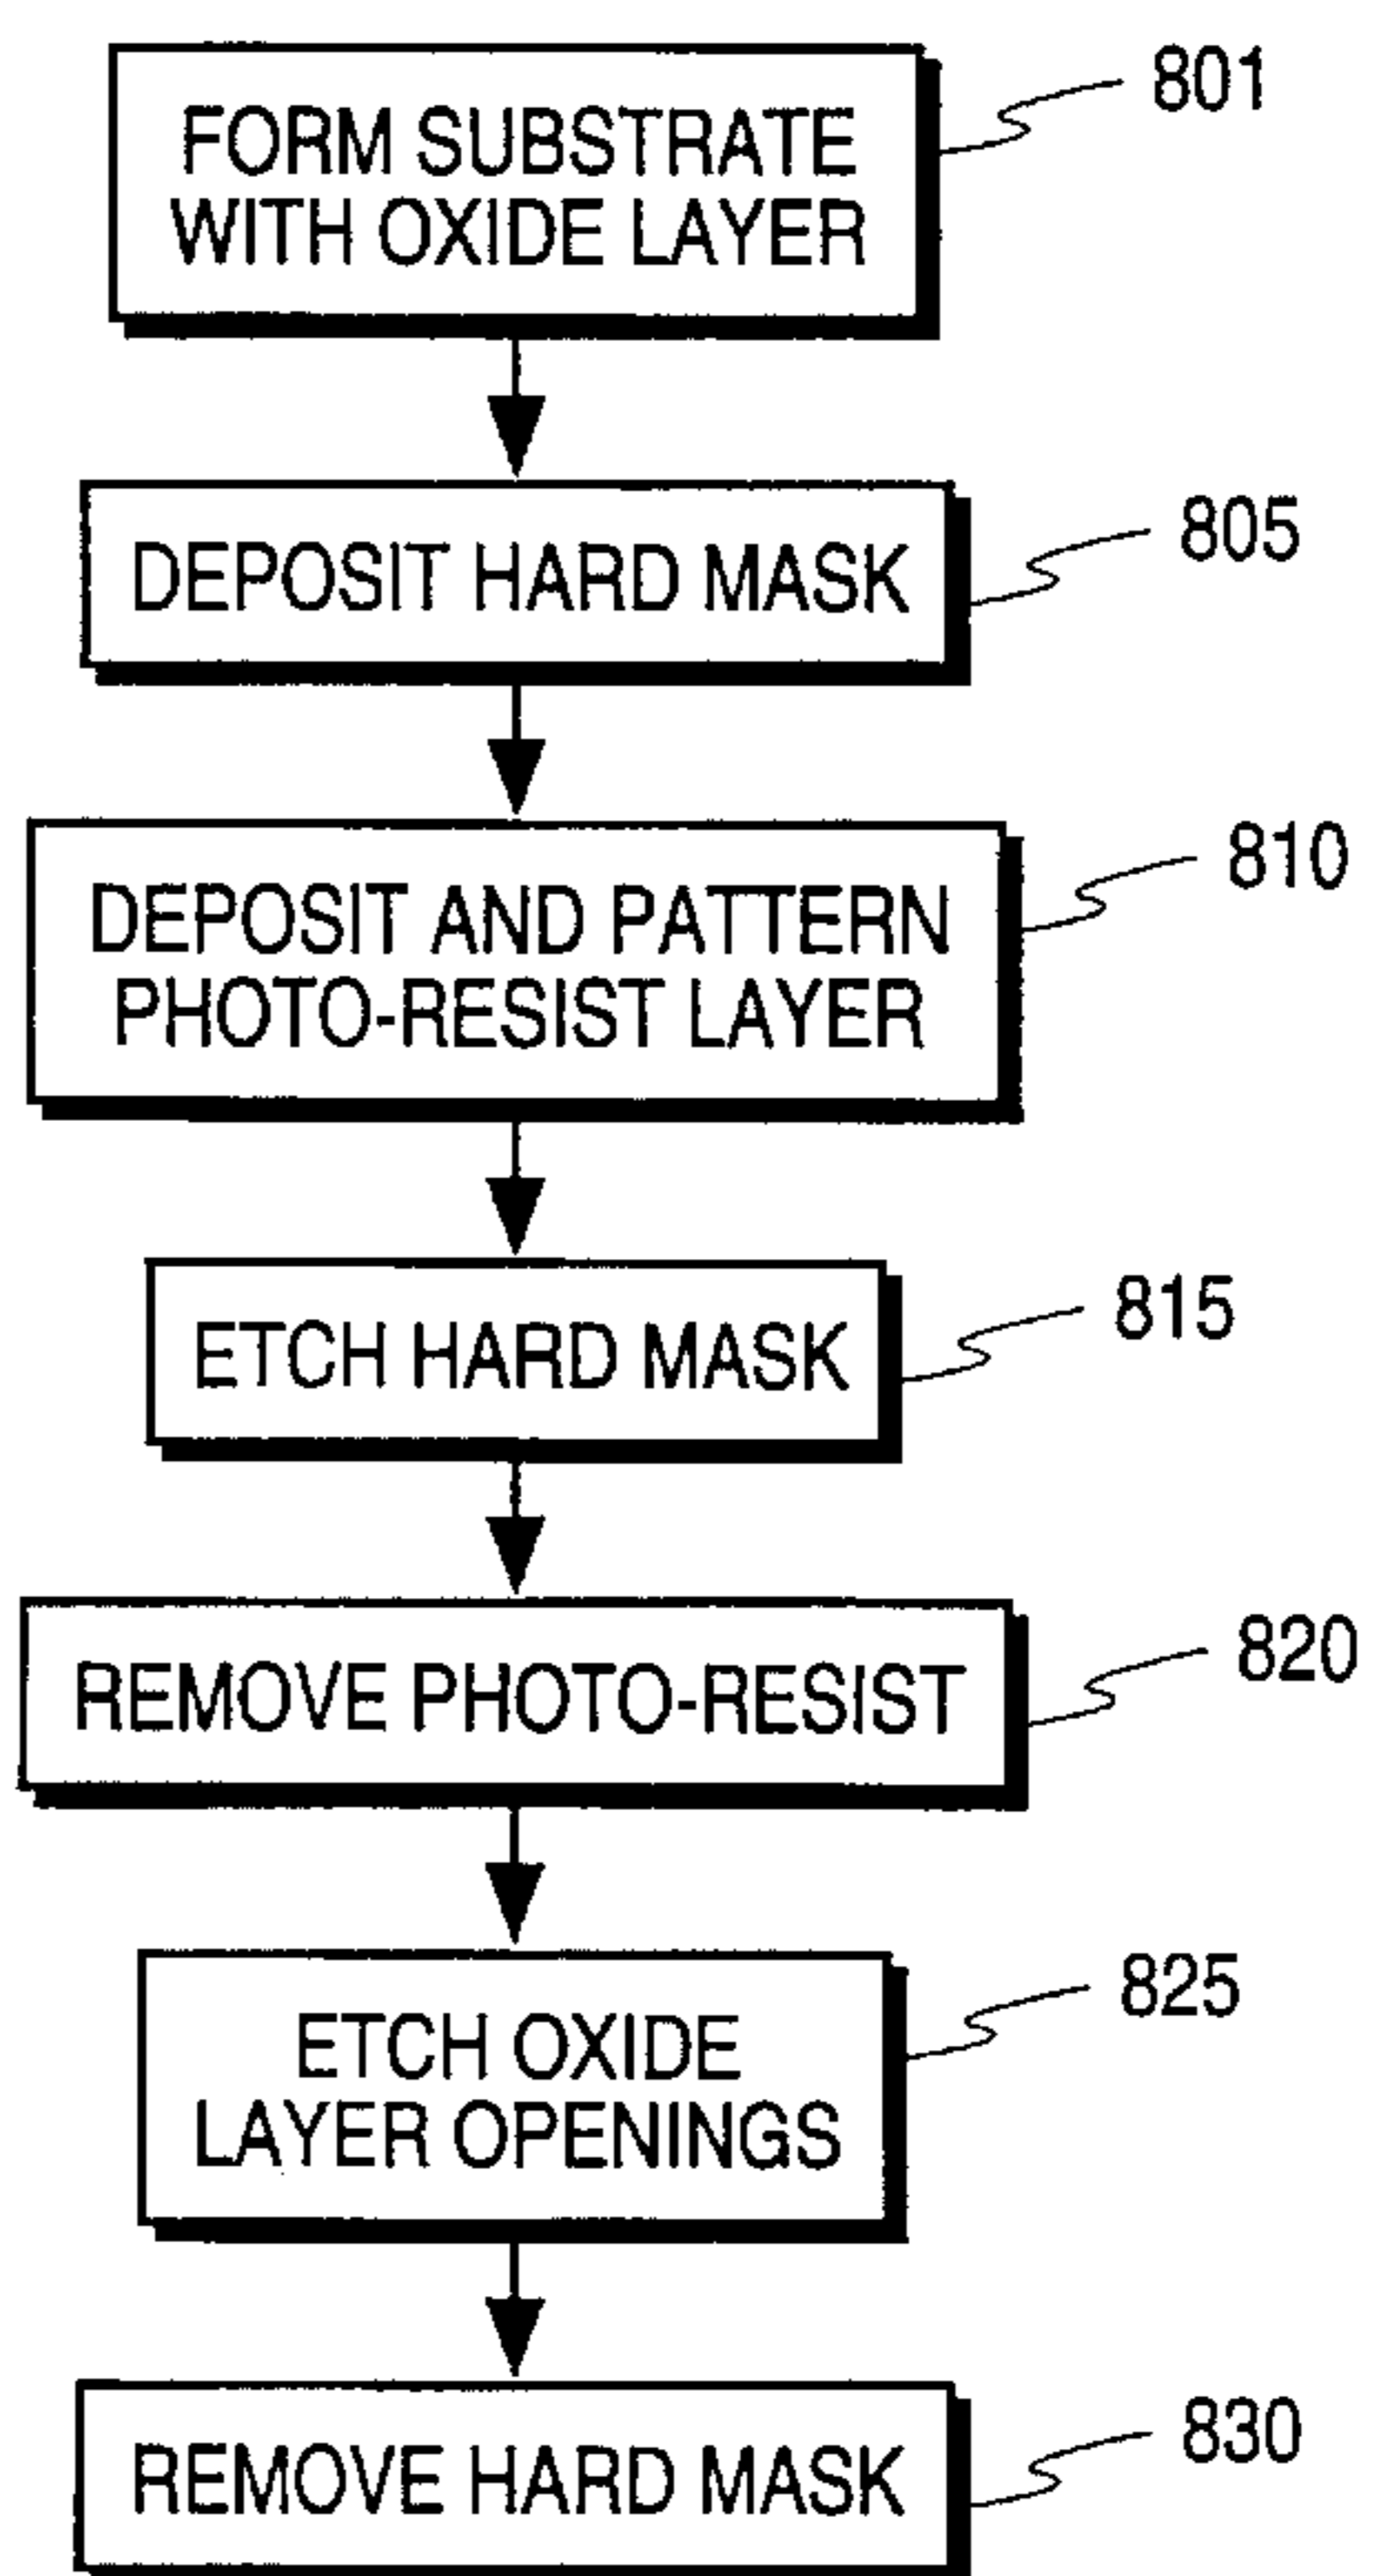 FORM SUBSTRATE
WITH OXIDE LAYER
801
DEPOSIT HARD MASK
805
DEPOSIT AND PATTERN
PHOTO-RESIST LAYER
810
ETCH HARD MASK
815
REMOVE PHOTO-RESIST
820
ETCH OXIDE
LAYER OPENINGS
825
REMOVE HARD MASK
830